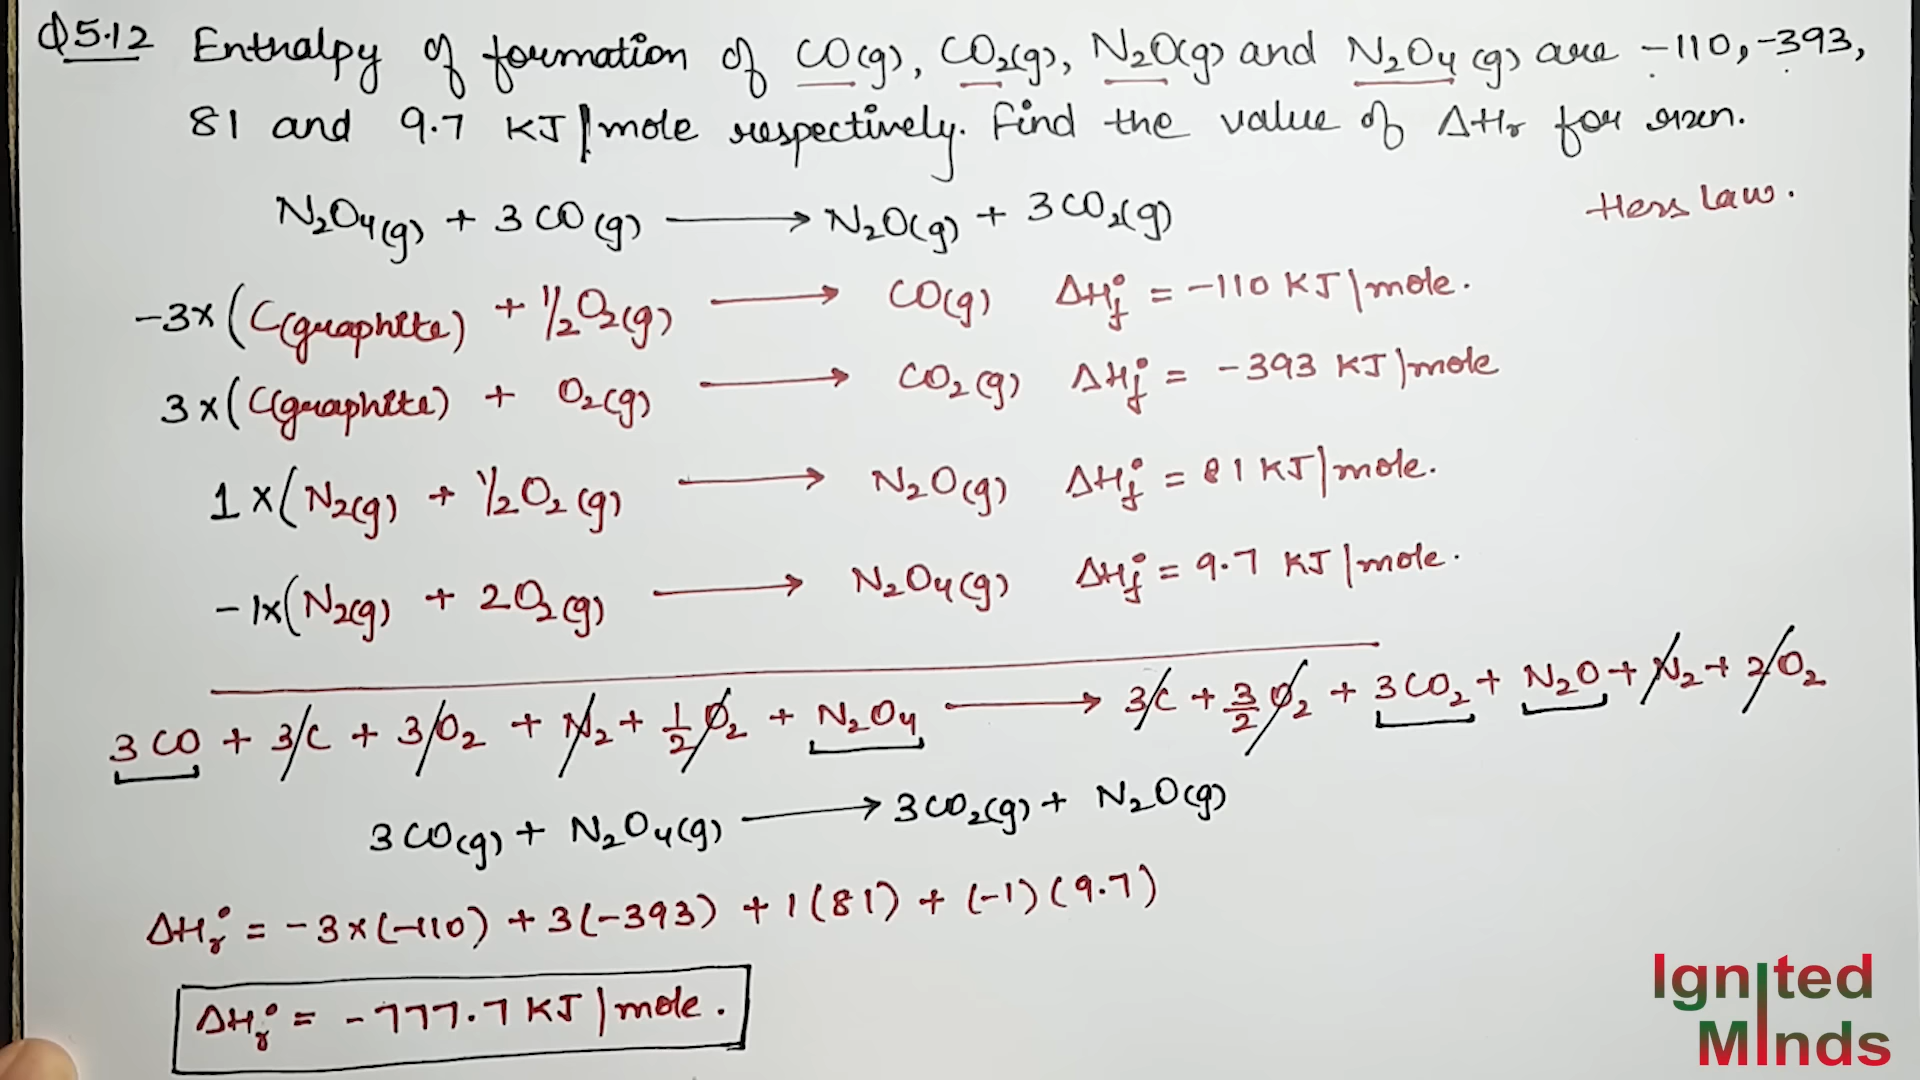 Q5.12 Enthalpy of formation of CO(g), CO₂(g), N₂O(g) and N₂O₄(g) are -110, -393,
81 and 9.7 KJ/mole respectively. Find the value of ΔHr for rxn.
N₂O₄(g) + 3CO(g) ⟶ N₂O(g) + 3CO₂(g)
Hess law.
-3×(C(graphite) + 1/2O₂(g) ⟶ CO(g) ΔHf° = -110 KJ/mole.
3×(C(graphite) + O₂(g) ⟶ CO₂(g) ΔHf° = -393 KJ/mole
1×(N₂(g) + 1/2O₂(g) ⟶ N₂O(g) ΔHf° = 81 KJ/mole.
-1×(N₂(g) + 2O₂(g) ⟶ N₂O₄(g) ΔHf° = 9.7 KJ/mole.
3CO + 3C + 3O₂ + N₂ + 1/2 O₂ + N₂O₄ ⟶ 3C + 3/2 O₂ + 3CO₂ + N₂O + N₂ + 2O₂
3CO(g) + N₂O₄(g) ⟶ 3CO₂(g) + N₂O(g)
ΔHr° = -3×(-110) + 3(-393) + 1(81) + (-1)(9.7)
ΔHr° = -777.7 KJ/mole.
Ignited
Minds